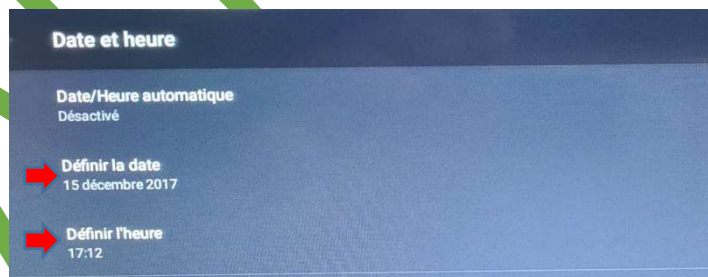 Date et heure
Date/Heure automatique
Désactivé
Définir la date
15 décembre 2017
Définir l'heure
17:12